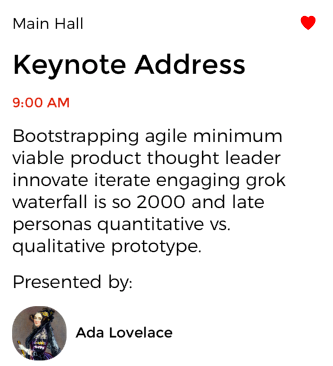 Main Hall
Keynote Address
9:00 AM
Bootstrapping agile minimum
viable product thought leader
innovate iterate engaging grok
waterfall is so 2000 and late
personas quantitative vs.
qualitative prototype.
Presented by:
Ada Lovelace